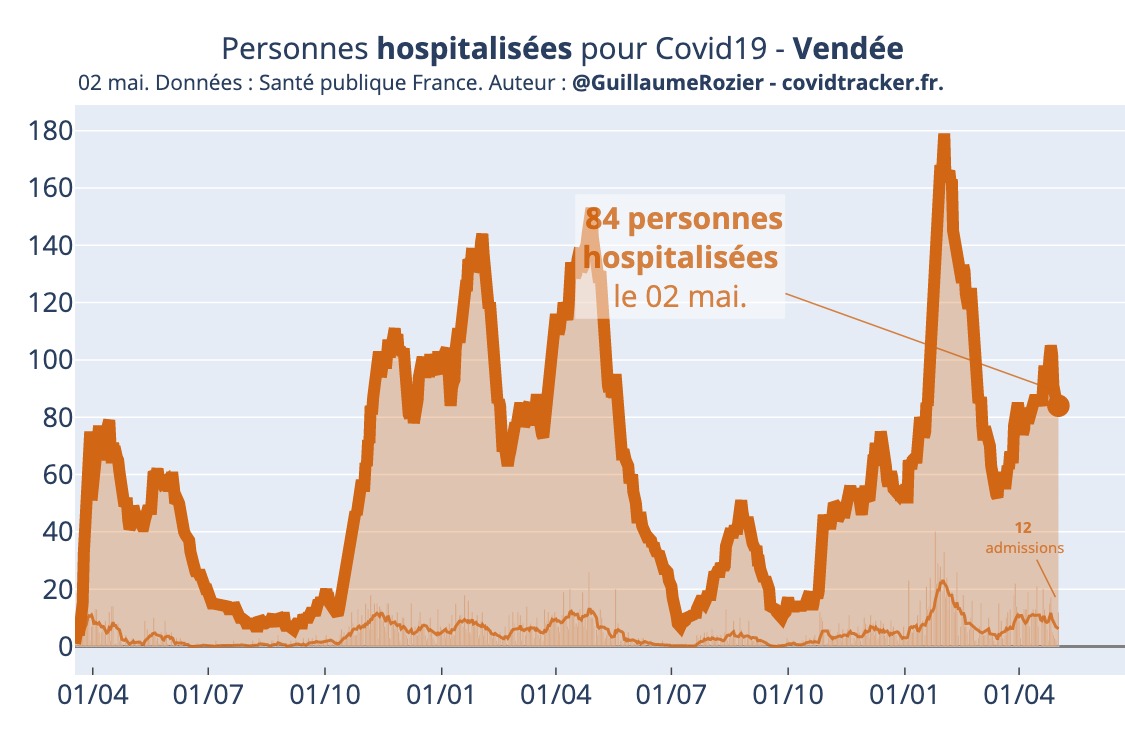 Personnes hospitalisées pour Covid19 - Vendée
02 mai. Données : Santé publique France. Auteur : @GuillaumeRozier - covidtracker.fr.
180
160
140
120
100
80
60
40
20
0
84 personnes
hospitalisées
le 02 mai.
12
admissions
01/04 01/07 01/10 01/01 01/04 01/07 01/10 01/01 01/04